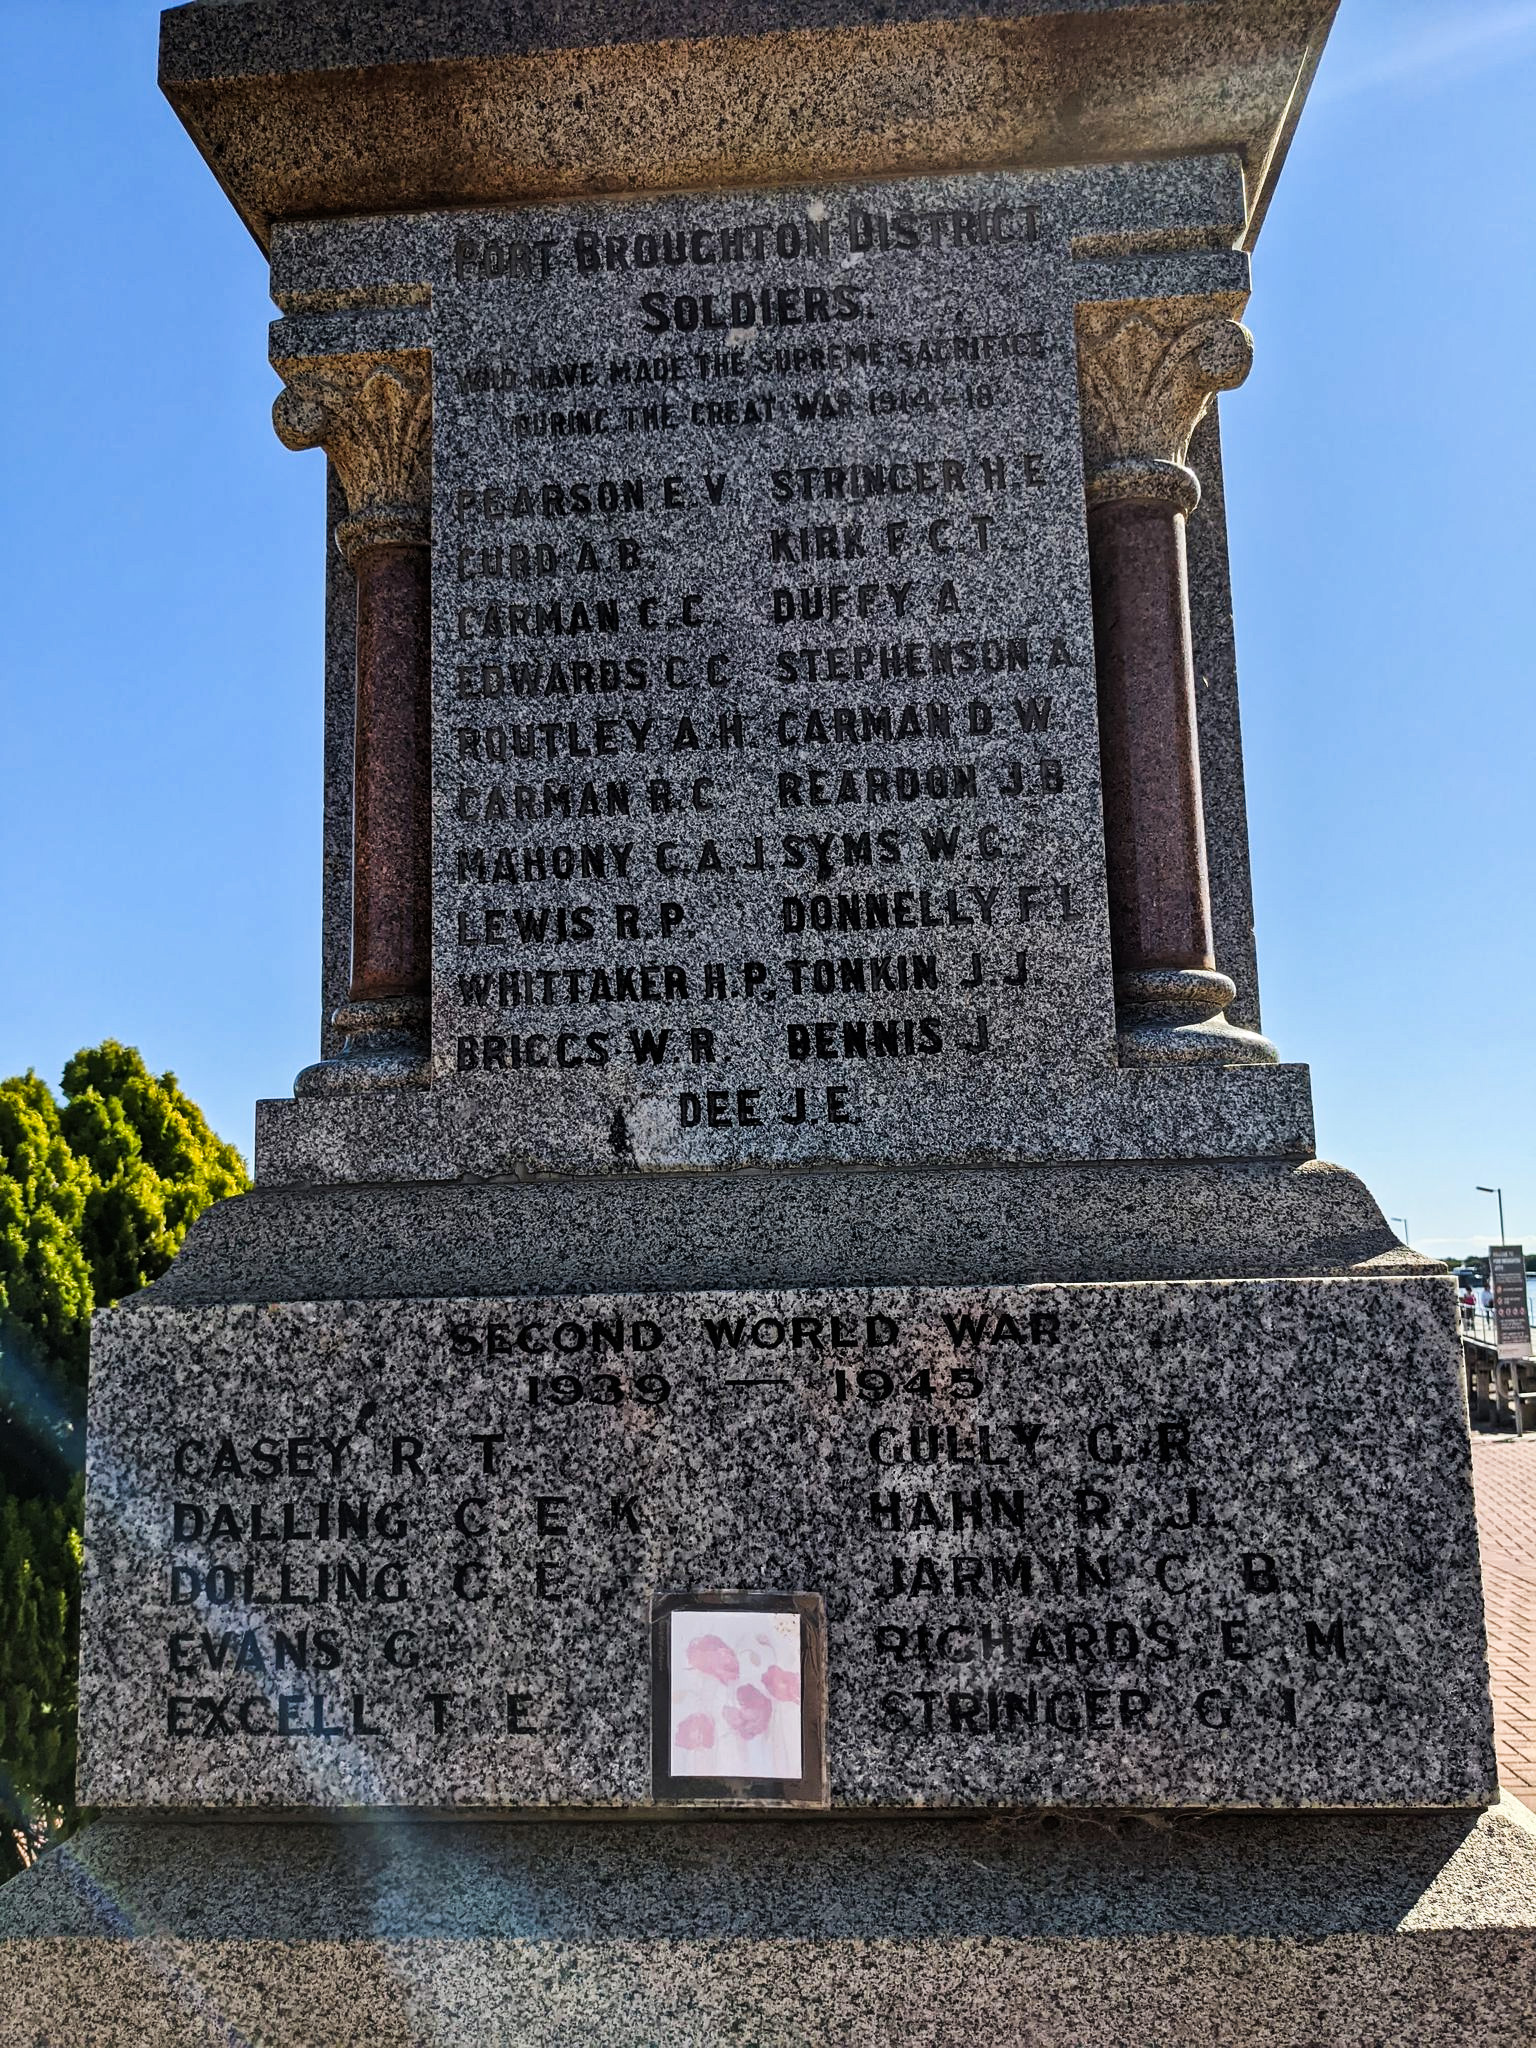 PORT BROUGHTON DISTRICT
SOLDIERS.
WHO HAVE MADE THE SUPREME SACRIFICE
DURING THE GREAT WAR 1914-18
PEARSON E.V. STRINGER H.E
CURD A.B. KIRK F.C.T
CARMAN C.C. DUFFY A
EDWARDS C.C STEPHENSON A
ROUTLEY A.H. CARMAN D.W
CARMAN R.C REARDON J.B
MAHONY C.A.J SYMS W.G.
LEWIS R.P. DONNELLY F.L
WHITTAKER H.P. TONKIN J.J.
BRIGGS W.R. DENNIS J
DEE J.E.
SECOND WORLD WAR
1939 — 1945
CASEY R. T. GULLY G. R
DALLING C. E. K. HAHN R. J.
DOLLING C. E. JARMYN C. B.
EVANS G. RICHARDS E. M.
EXCELL T. E. STRINGER G. I